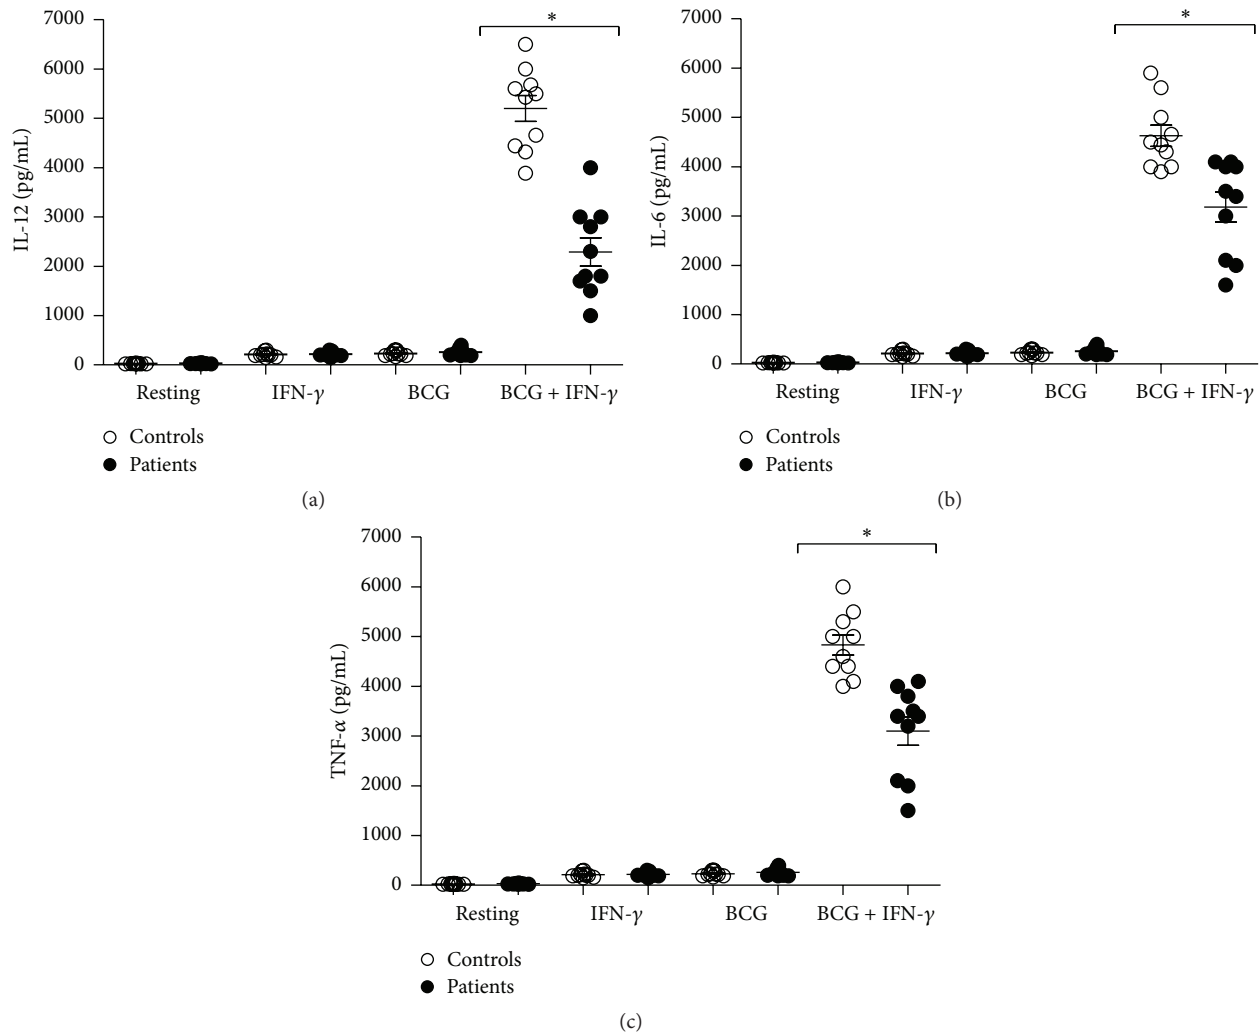 7000
6000
5000
4000
3000
2000
1000
0
IL-12 (pg/mL)
*
Resting IFN-γ BCG BCG + IFN-γ
Controls
Patients
(a)
7000
6000
5000
4000
3000
2000
1000
0
IL-6 (pg/mL)
*
Resting IFN-γ BCG BCG + IFN-γ
Controls
Patients
(b)
7000
6000
5000
4000
3000
2000
1000
0
TNF-α (pg/mL)
*
Resting IFN-γ BCG BCG + IFN-γ
Controls
Patients
(c)